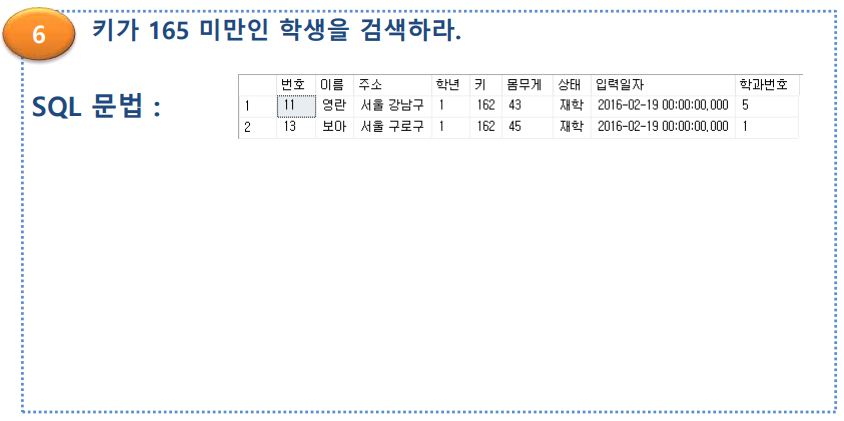 6 키가 165 미만인 학생을 검색하라.
SQL 문법 :
번호 이름 주소 학년 키 몸무게 상태 입력일자 학과번호
1 11 영란 서울 강남구 1 162 43 재학 2016-02-19 00:00:00,000 5
2 13 보아 서울 구로구 1 162 45 재학 2016-02-19 00:00:00,000 1